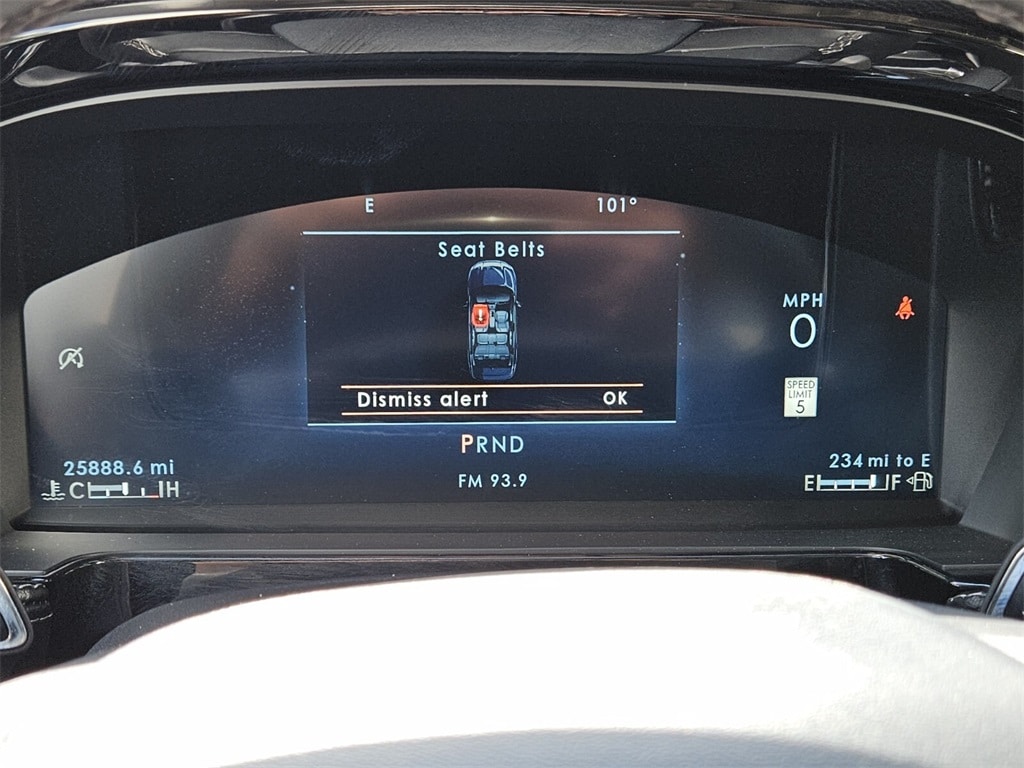 E 101°
Seat Belts
MPH
0
SPEED
LIMIT
5
Dismiss alert OK
PRND
25888.6 mi
234 mi to E
C H
FM 93.9
E F